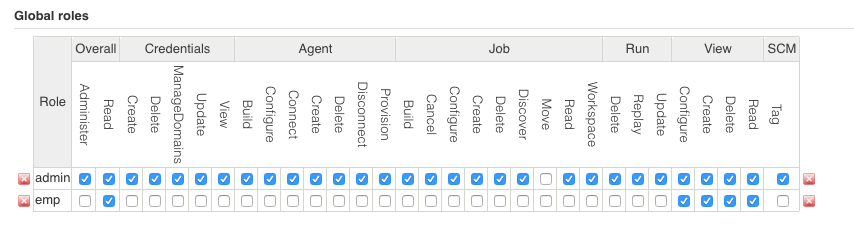 Global roles
Overall Credentials Agent Job Run View SCM
Role Administer Read Create Delete ManageDomains Update View Build Configure Connect Create Delete Disconnect Provision Build Cancel Configure Create Delete Discover Move Read Workspace Delete Replay Update Configure Create Delete Read Tag
admin
emp